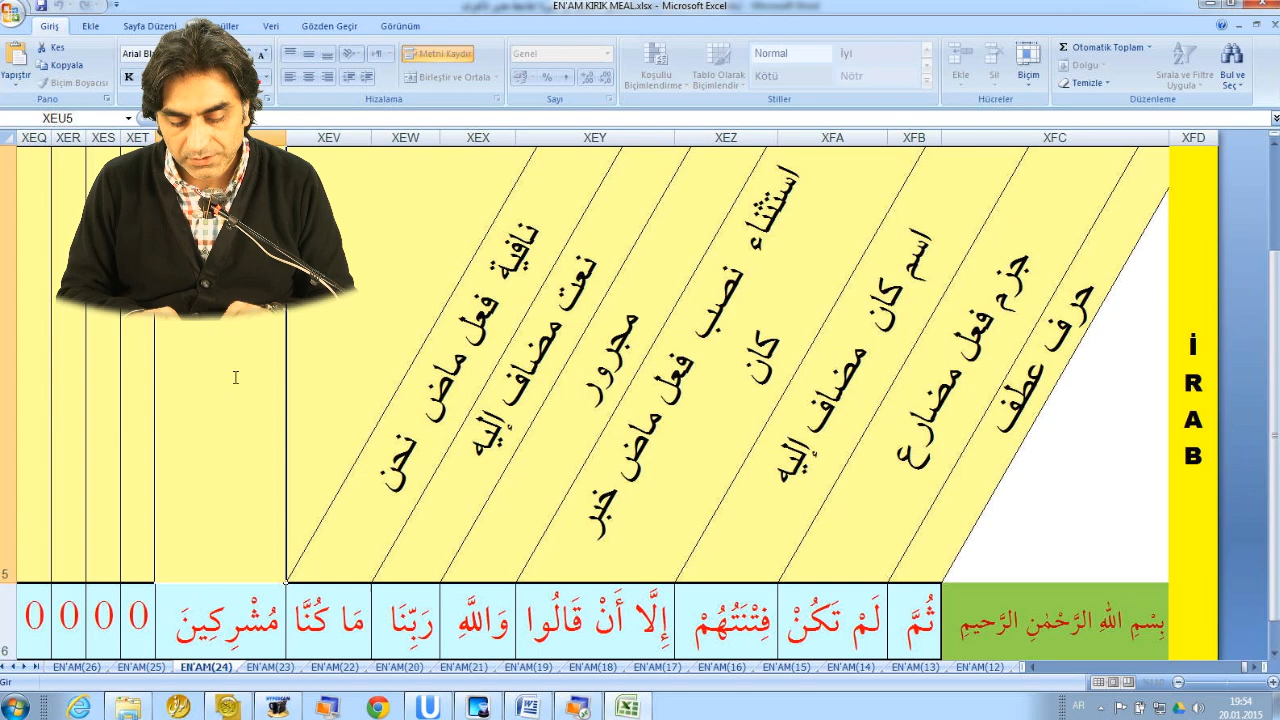 EN'AM KIRIK MEAL.xlsx - Microsoft Excel
Giriş Ekle Sayfa Düzeni Veri Gözden Geçir Görünüm
Yapıştır
Kes
Kopyala
Biçim Boyacısı
Pano
K
Metni Kaydır
Birleştir ve Ortala
Hizalama
Genel
Sayı
Koşullu Biçimlendirme
Tablo Olarak Biçimlendir
Normal İyi
Kötü Nötr
Stiller
Ekle Sil Biçim
Hücreler
Σ Otomatik Toplam
Dolgu
Temizle
Sırala ve Filtre Uygula
Bul ve Seç
Düzenleme
XEU5
XEQ XER XES XET XEV XEW XEX XEY XEZ XFA XFB XFC XFD
حرف عطف
جزم فعل مضارع
اسم كان مضاف إليه
استثناء نصب فعل ماض خبر
كان
مجرور
نعت مضاف إليه
نافية فعل ماض نحن
İ
R
A
B
5
بِسْمِ اللهِ الرَّحْمٰنِ الرَّحيمِ
ثُمَّ لَمْ تَكُنْ فِتْنَتُهُمْ إِلَّا أَنْ قَالُوا وَاللَّهِ رَبِّنَا مَا كُنَّا مُشْرِكِينَ 0 0 0 0
6
EN'AM(26) EN'AM(25) EN'AM(24) EN'AM(23) EN'AM(22) EN'AM(21) EN'AM(20) EN'AM(19) EN'AM(18) EN'AM(17) EN'AM(16) EN'AM(15) EN'AM(14) EN'AM(13) EN'AM(12)
Gir
AR
19:54
20.01.2015